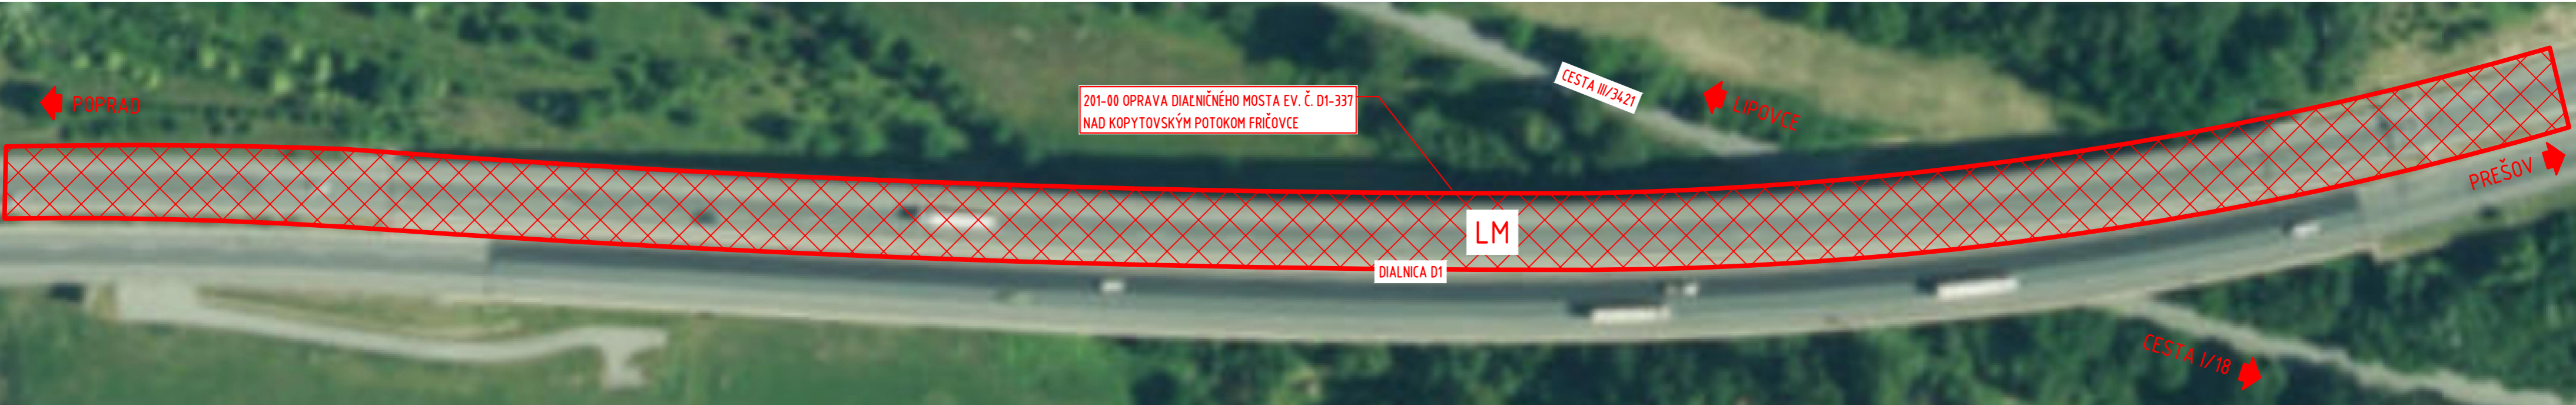 POPRAD
201-00 OPRAVA DIAĽNIČNÉHO MOSTA EV. Č. D1-337
NAD KOPYTOVSKÝM POTOKOM FRIČOVCE
CESTA III/3421
LIPOVCE
PREŠOV
LM
DIALNICA D1
CESTA I/18